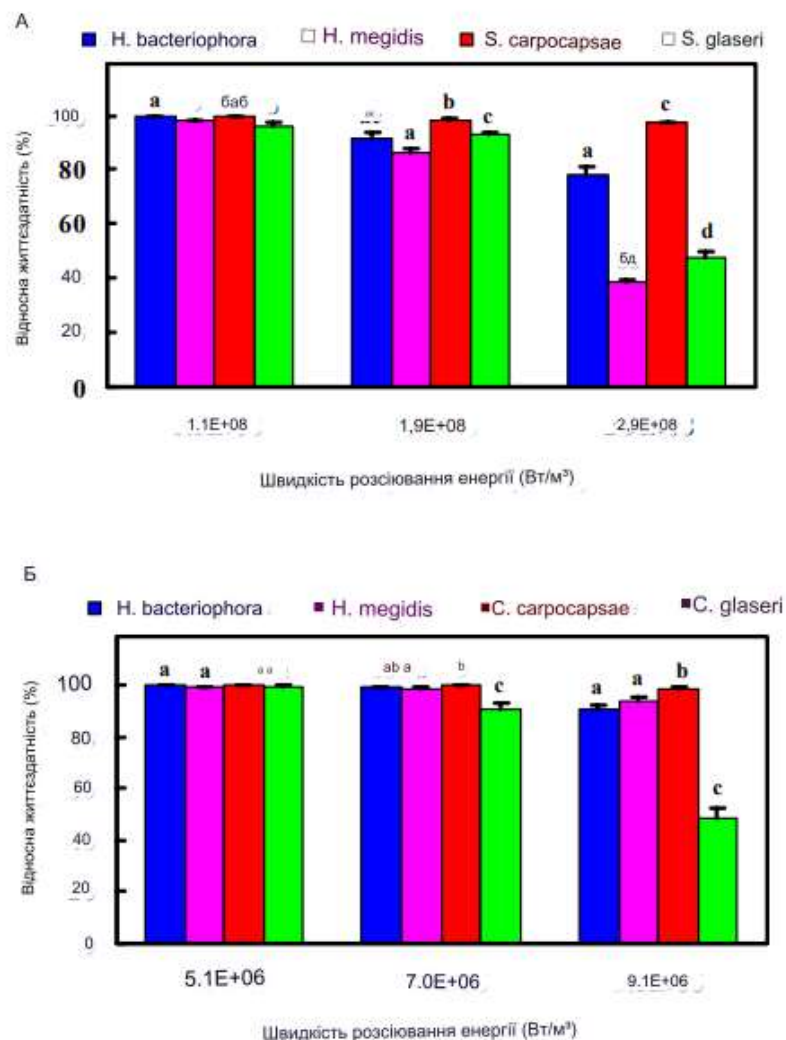 А
H. bacteriophora H. megidis S. carpocapsae S. glaseri
Відносна життєздатність (%)
100
80
60
40
20
0
a баб
a b c
a бд c d
1.1E+08 1,9E+08 2,9E+08
Швидкість розсіювання енергії (Вт/м³)
Б
H. bacteriophora H. megidis C. carpocapsae C. glaseri
Відносна життєздатність (%)
100
80
60
40
20
0
a a a a
ab a b c
a a b c
5.1E+06 7.0E+06 9.1E+06
Швидкість розсіювання енергії (Вт/м³)